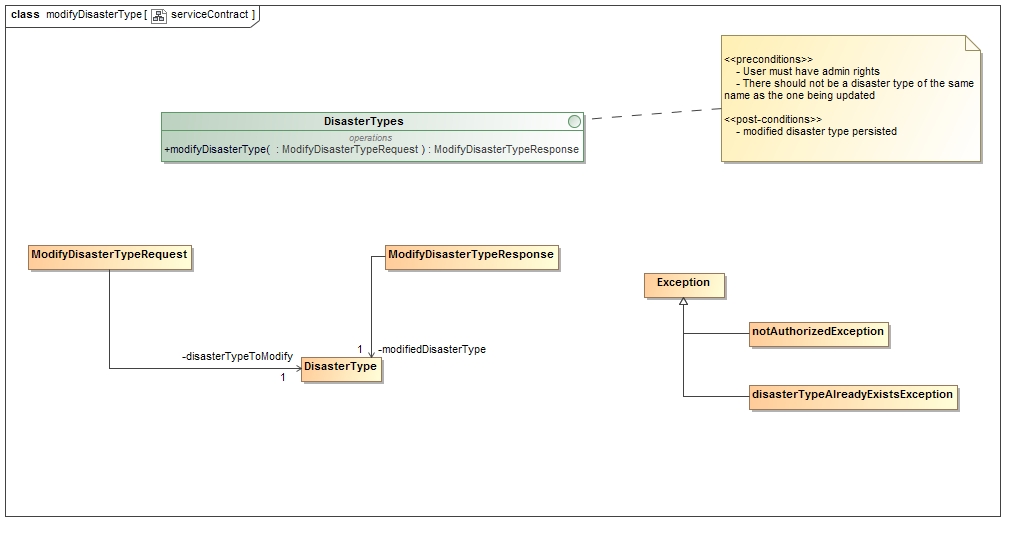 class modifyDisasterType [ serviceContract ]
<<preconditions>>
- User must have admin rights
- There should not be a disaster type of the same
name as the one being updated
<<post-conditions>>
- modified disaster type persisted
DisasterTypes
operations
+modifyDisasterType( : ModifyDisasterTypeRequest ) : ModifyDisasterTypeResponse
ModifyDisasterTypeRequest
ModifyDisasterTypeResponse
Exception
notAuthorizedException
-disasterTypeToModify
1
1
-modifiedDisasterType
DisasterType
disasterTypeAlreadyExistsException